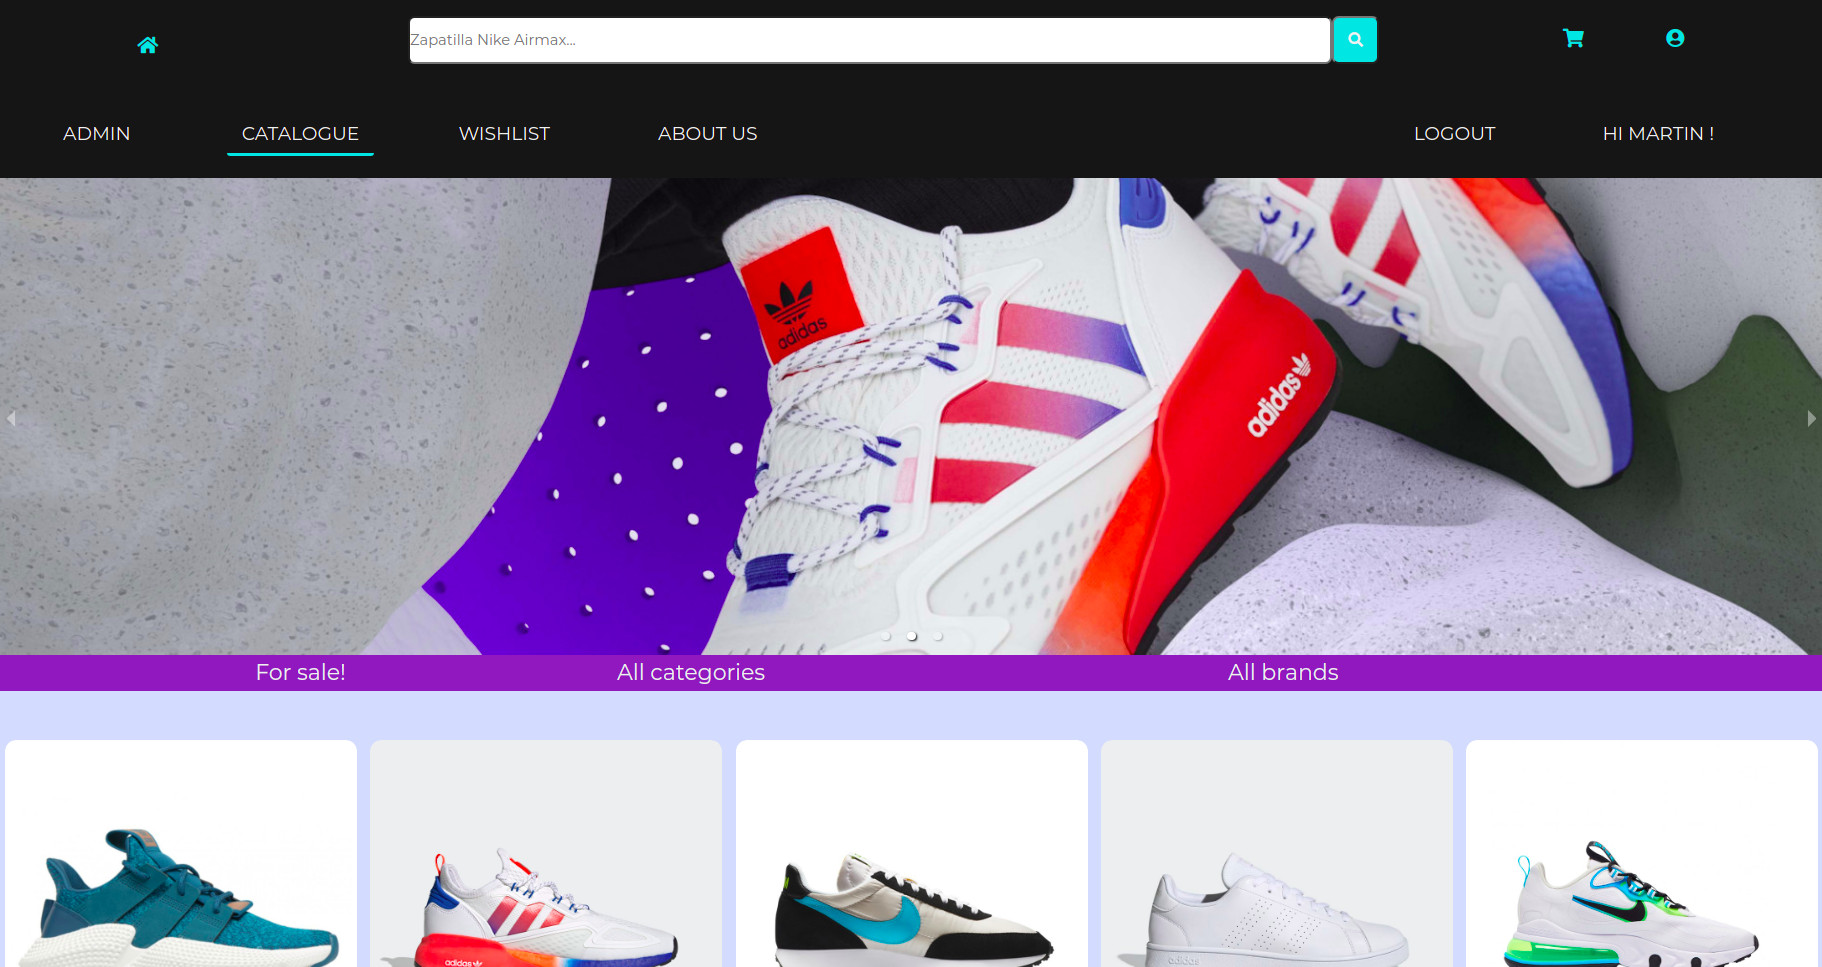 Zapatilla Nike Airmax...
ADMIN
CATALOGUE
WISHLIST
ABOUT US
LOGOUT
HI MARTIN !
adidas
adidas
For sale!
All categories
All brands
adidas
adidas